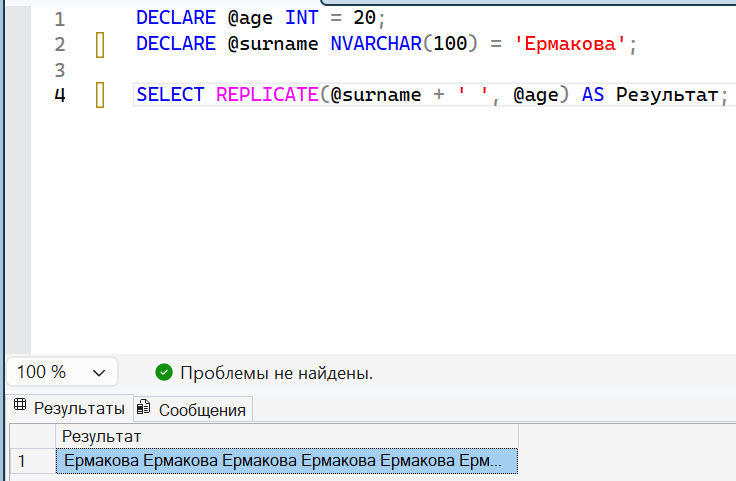 1 DECLARE @age INT = 20;
2 DECLARE @surname NVARCHAR(100) = 'Ермакова';
3
4 SELECT REPLICATE(@surname + ' ', @age) AS Результат;
100 % Проблемы не найдены.
Результаты Сообщения
Результат
1 Ермакова Ермакова Ермакова Ермакова Ермакова Ерм...